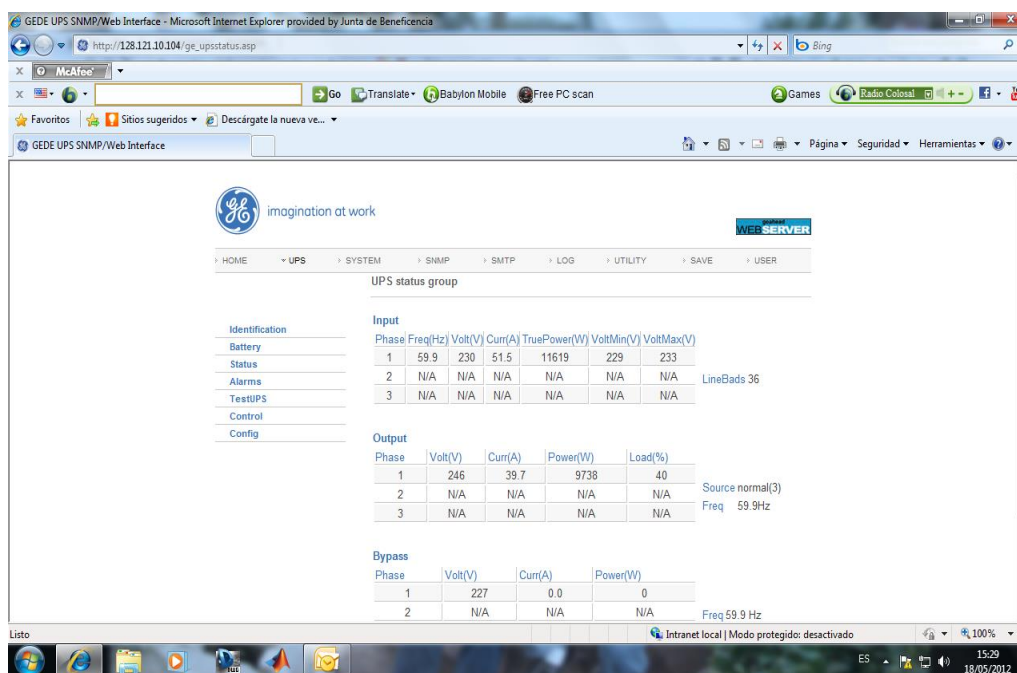 GEDE UPS SNMP/Web Interface - Microsoft Internet Explorer provided by Junta de Beneficencia
http://128.121.10.104/ge_upsstatus.asp
Bing
X McAfee
x Go Translate Babylon Mobile Free PC scan Games Radio Colosal + -
Favoritos Sitios sugeridos Descárgate la nueva ve...
GEDE UPS SNMP/Web Interface Página Seguridad Herramientas
imagination at work
gophead
WEBSERVER
HOME UPS SYSTEM SNMP SMTP LOG UTILITY SAVE USER
UPS status group
Identification
Battery
Status
Alarms
TestUPS
Control
Config
Input
Phase Freq(Hz) Volt(V) Curr(A) TruePower(W) VoltMin(V) VoltMax(V)
1 59.9 230 51.5 11619 229 233
2 N/A N/A N/A N/A N/A N/A
3 N/A N/A N/A N/A N/A N/A
LineBads 36
Output
Phase Volt(V) Curr(A) Power(W) Load(%)
1 246 39.7 9738 40
2 N/A N/A N/A N/A
3 N/A N/A N/A N/A
Source normal(3)
Freq 59.9Hz
Bypass
Phase Volt(V) Curr(A) Power(W)
1 227 0.0 0
2 N/A N/A N/A
Freq 59.9 Hz
Listo Intranet local | Modo protegido: desactivado 100%
ES 15:29
18/05/2012